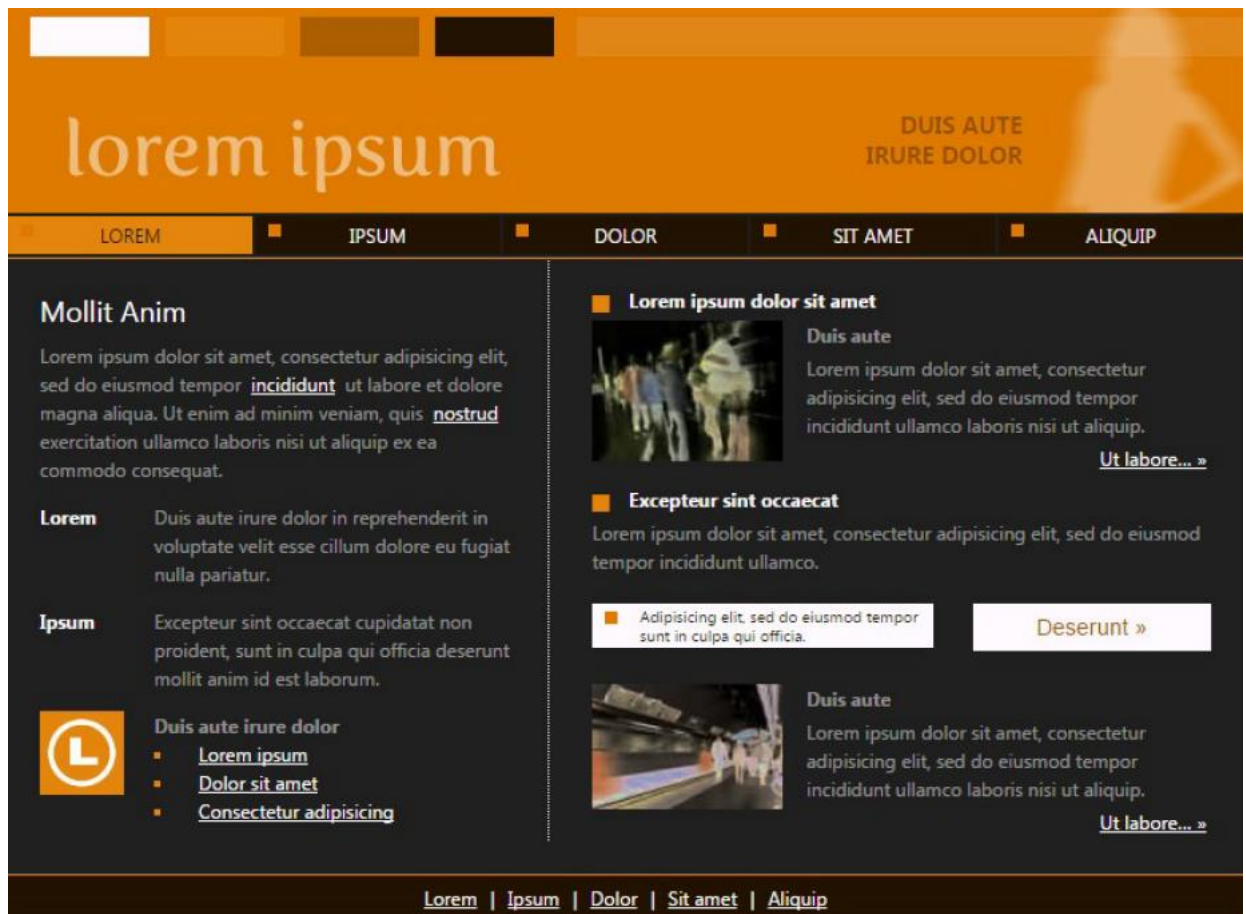 lorem ipsum
DUIS AUTE
IRURE DOLOR
LOREM IPSUM DOLOR SIT AMET ALIQUIP
Mollit Anim
Lorem ipsum dolor sit amet, consectetur adipisicing elit,
sed do eiusmod tempor incididunt ut labore et dolore
magna aliqua. Ut enim ad minim veniam, quis nostrud
exercitation ullamco laboris nisi ut aliquip ex ea
commodo consequat.
Lorem Duis aute irure dolor in reprehenderit in
voluptate velit esse cillum dolore eu fugiat
nulla pariatur.
Ipsum Excepteur sint occaecat cupidatat non
proident, sunt in culpa qui officia deserunt
mollit anim id est laborum.
L
Duis aute irure dolor
Lorem ipsum
Dolor sit amet
Consectetur adipisicing
Lorem ipsum dolor sit amet
Duis aute
Lorem ipsum dolor sit amet, consectetur
adipisicing elit, sed do eiusmod tempor
incididunt ullamco laboris nisi ut aliquip.
Ut labore... »
Excepteur sint occaecat
Lorem ipsum dolor sit amet, consectetur adipisicing elit, sed do eiusmod
tempor incididunt ullamco.
Adipisicing elit, sed do eiusmod tempor
sunt in culpa qui officia.
Deserunt »
Duis aute
Lorem ipsum dolor sit amet, consectetur
adipisicing elit, sed do eiusmod tempor
incididunt ullamco laboris nisi ut aliquip.
Ut labore... »
Lorem | Ipsum | Dolor | Sit amet | Aliquip